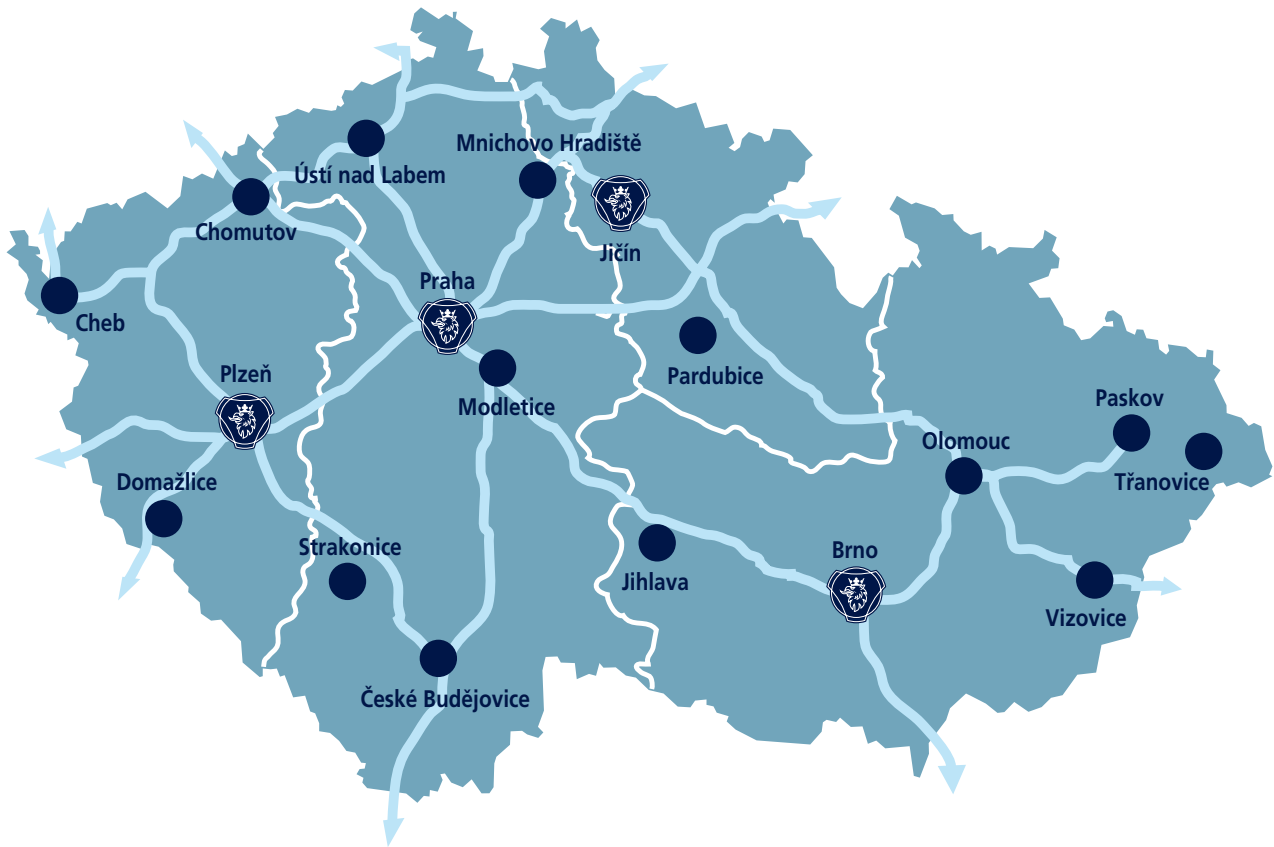 Mnichovo Hradiště
Ústí nad Labem
Chomutov
Jičín
Praha
Cheb
Plzeň
Pardubice
Modletice
Paskov
Olomouc
Domažlice
Třanovice
Strakonice
Brno
Jihlava
Vizovice
České Budějovice